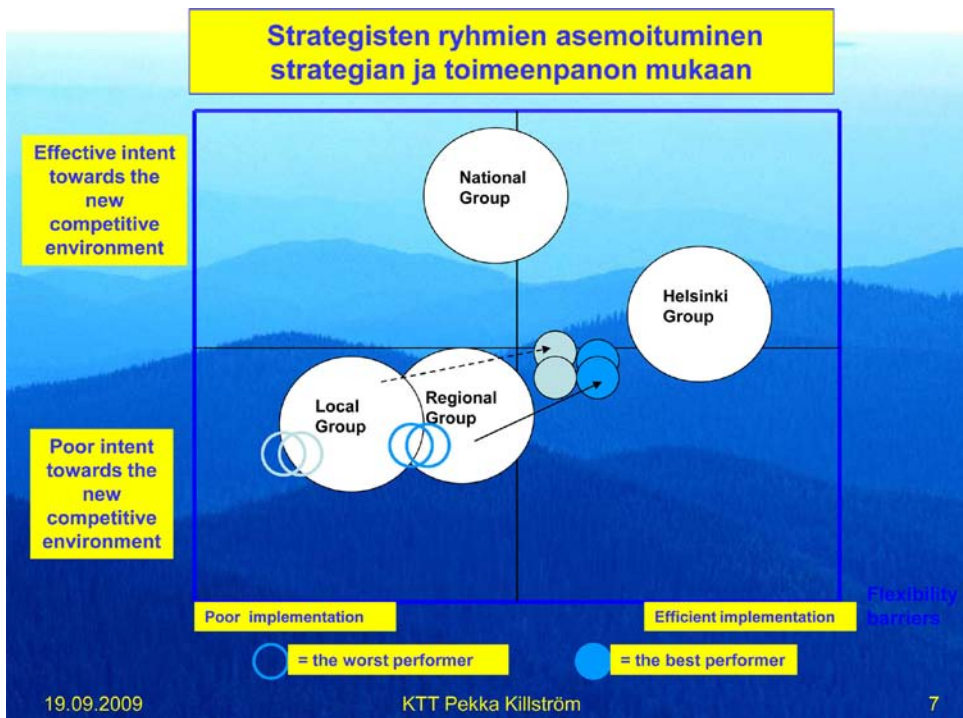 Strategisten ryhmien asemoituminen
strategian ja toimeenpanon mukaan
Effective intent
towards the
new
competitive
environment
National
Group
Helsinki
Group
Local
Group
Regional
Group
Poor intent
towards the
new
competitive
environment
Flexibility
barriers
Poor implementation
Efficient implementation
= the worst performer
= the best performer
19.09.2009
KTT Pekka Killström
7